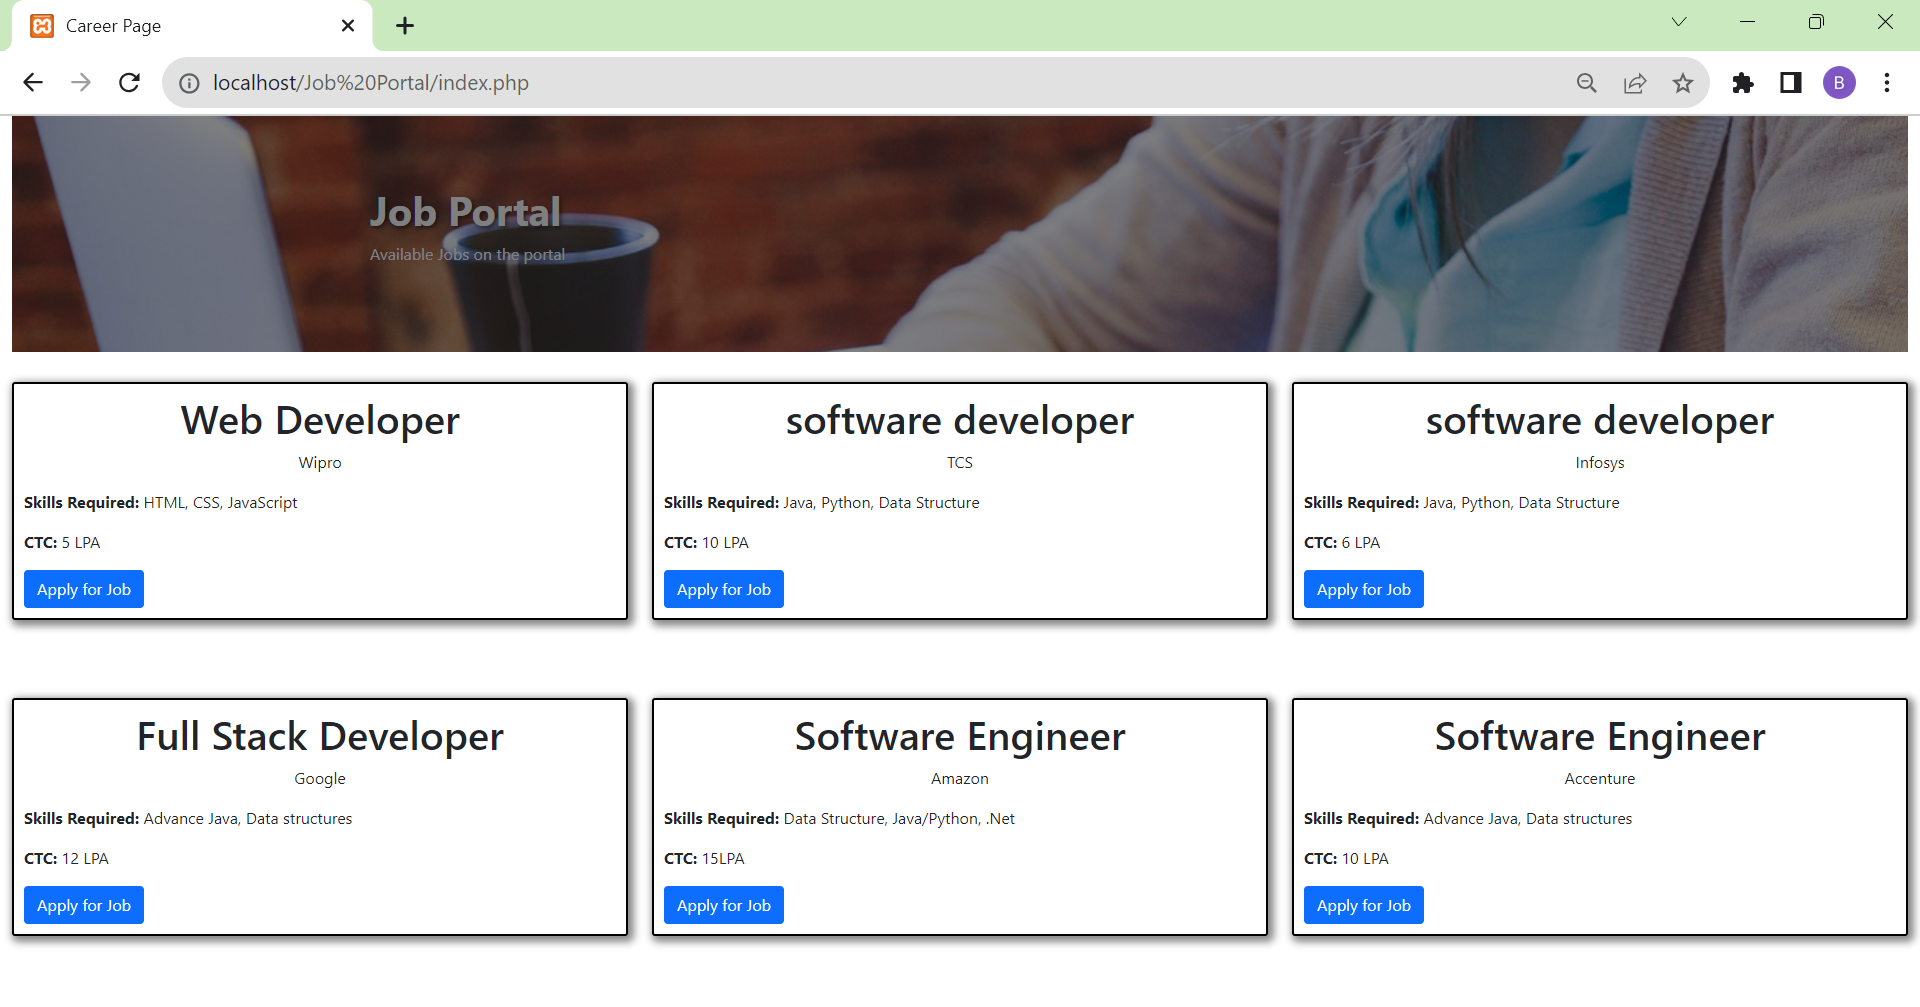 Career Page
localhost/Job%20Portal/index.php
B
Job Portal
Available Jobs on the portal
Web Developer
Wipro
Skills Required: HTML, CSS, JavaScript
CTC: 5 LPA
Apply for Job
software developer
TCS
Skills Required: Java, Python, Data Structure
CTC: 10 LPA
Apply for Job
software developer
Infosys
Skills Required: Java, Python, Data Structure
CTC: 6 LPA
Apply for Job
Full Stack Developer
Google
Skills Required: Advance Java, Data structures
CTC: 12 LPA
Apply for Job
Software Engineer
Amazon
Skills Required: Data Structure, Java/Python, .Net
CTC: 15LPA
Apply for Job
Software Engineer
Accenture
Skills Required: Advance Java, Data structures
CTC: 10 LPA
Apply for Job